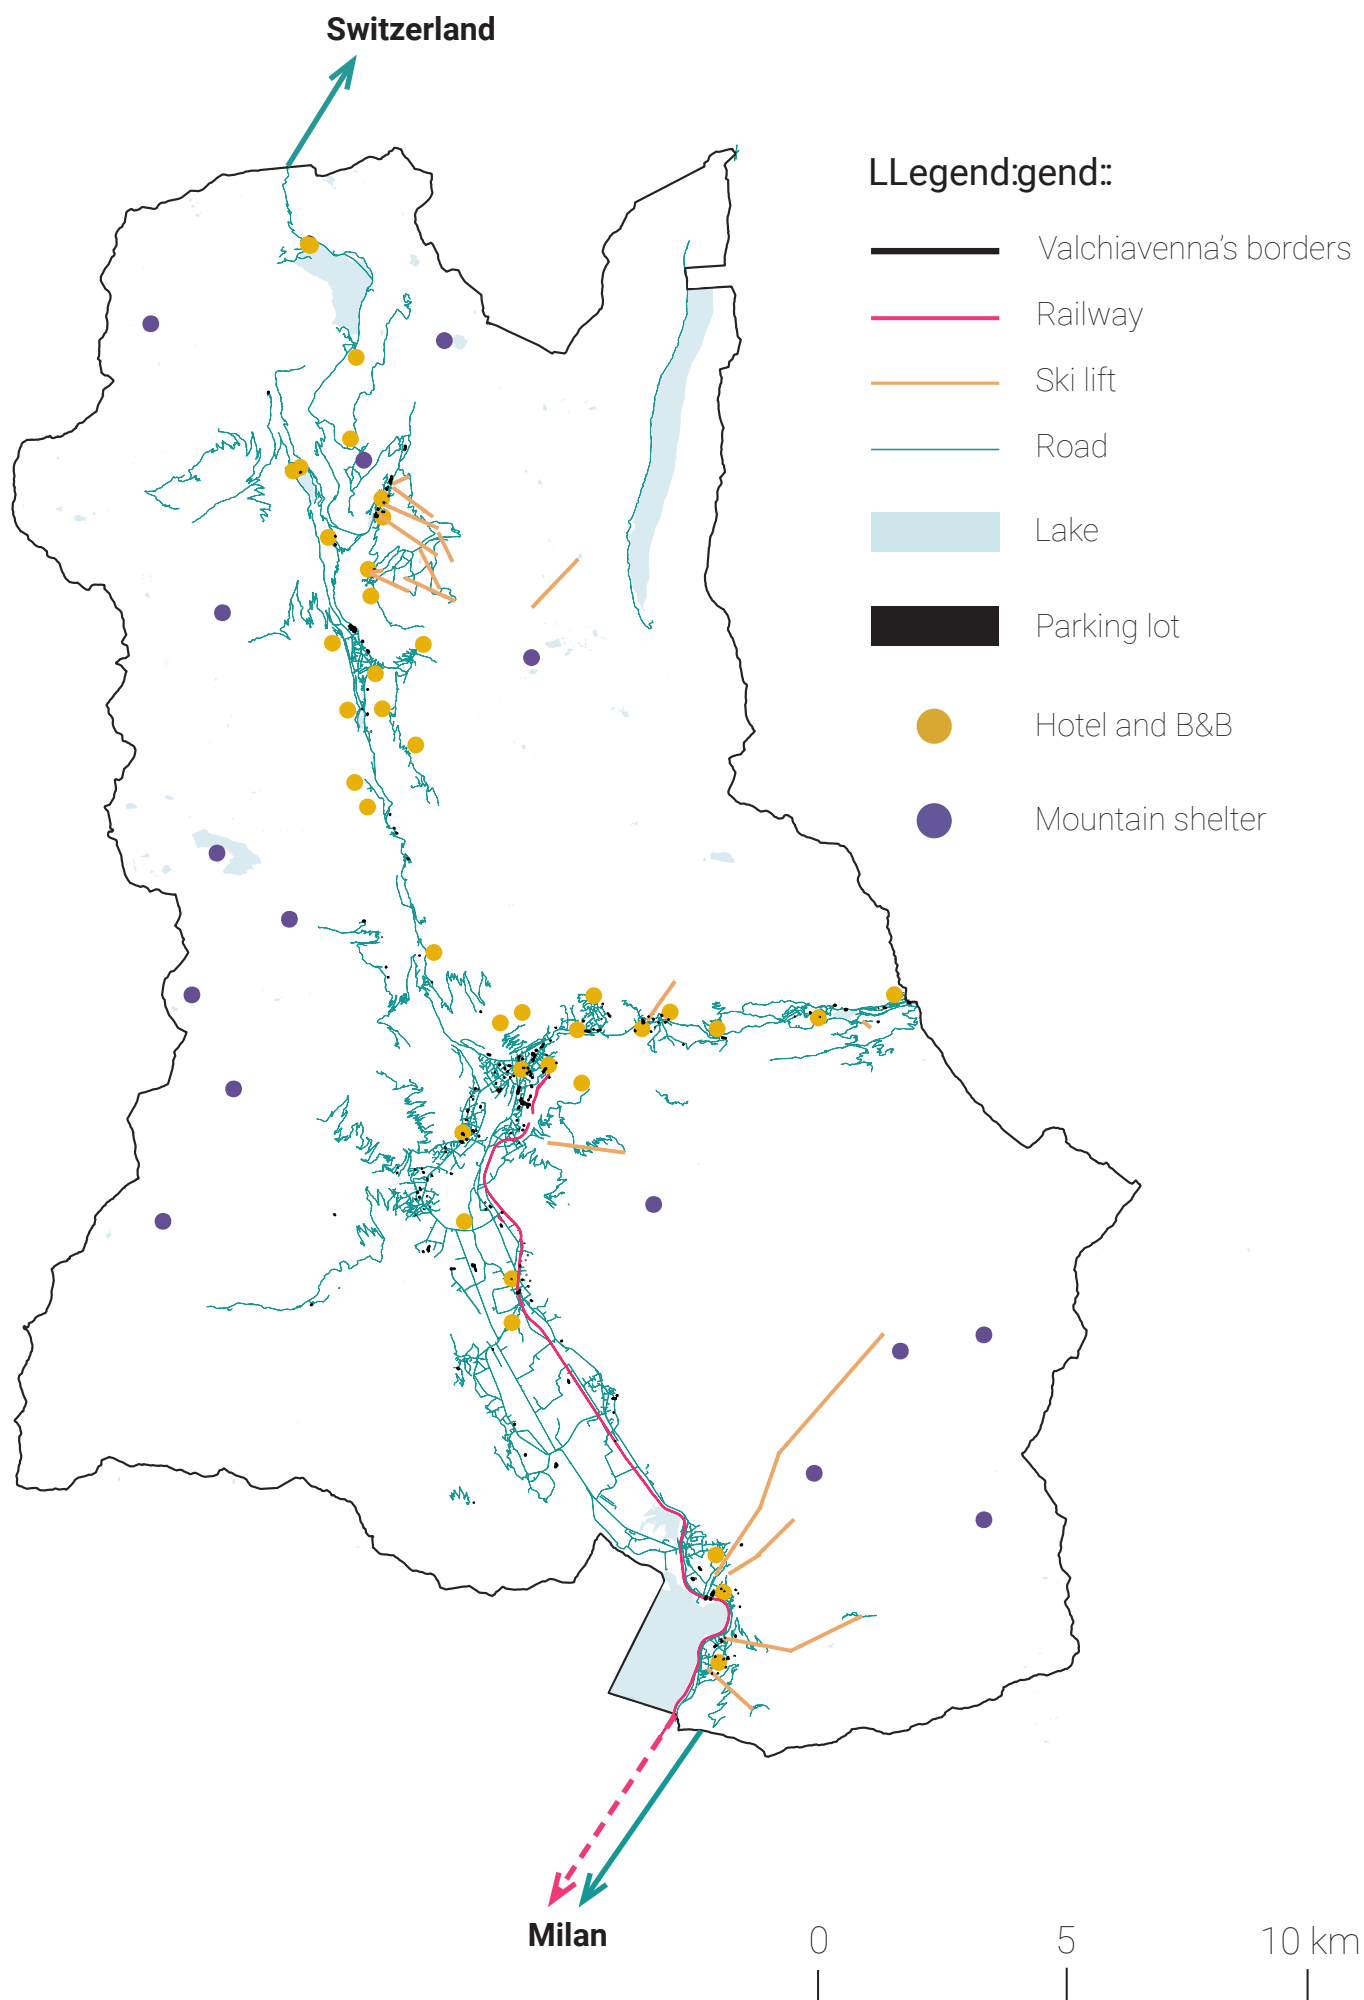 Switzerland
LLegend:gend::
Valchiavenna's borders
Railway
Ski lift
Road
Lake
Parking lot
Hotel and B&B
Mountain shelter
Milan
0 5 10 km